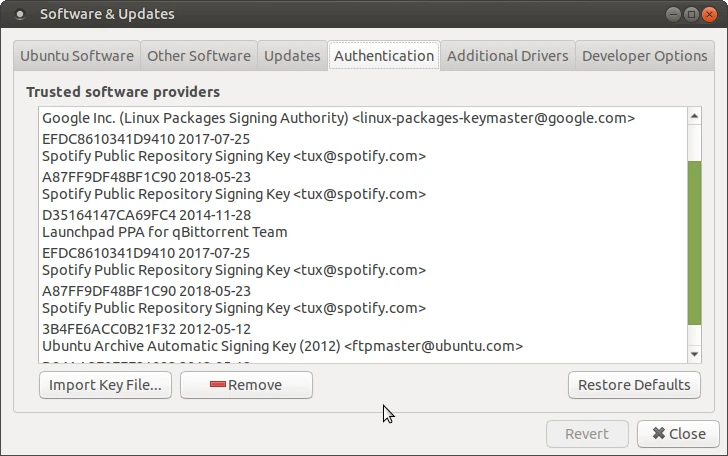 Software & Updates
Ubuntu Software
Other Software
Updates
Authentication
Additional Drivers
Developer Options
Trusted software providers
Google Inc. (Linux Packages Signing Authority) <linux-packages-keymaster@google.com>
EFDC8610341D9410 2017-07-25
Spotify Public Repository Signing Key <tux@spotify.com>
A87FF9DF48BF1C90 2018-05-23
Spotify Public Repository Signing Key <tux@spotify.com>
D35164147CA69FC4 2014-11-28
Launchpad PPA for qBittorrent Team
EFDC8610341D9410 2017-07-25
Spotify Public Repository Signing Key <tux@spotify.com>
A87FF9DF48BF1C90 2018-05-23
Spotify Public Repository Signing Key <tux@spotify.com>
3B4FE6ACC0B21F32 2012-05-12
Ubuntu Archive Automatic Signing Key (2012) <ftpmaster@ubuntu.com>
Import Key File...
Remove
Restore Defaults
Revert
Close